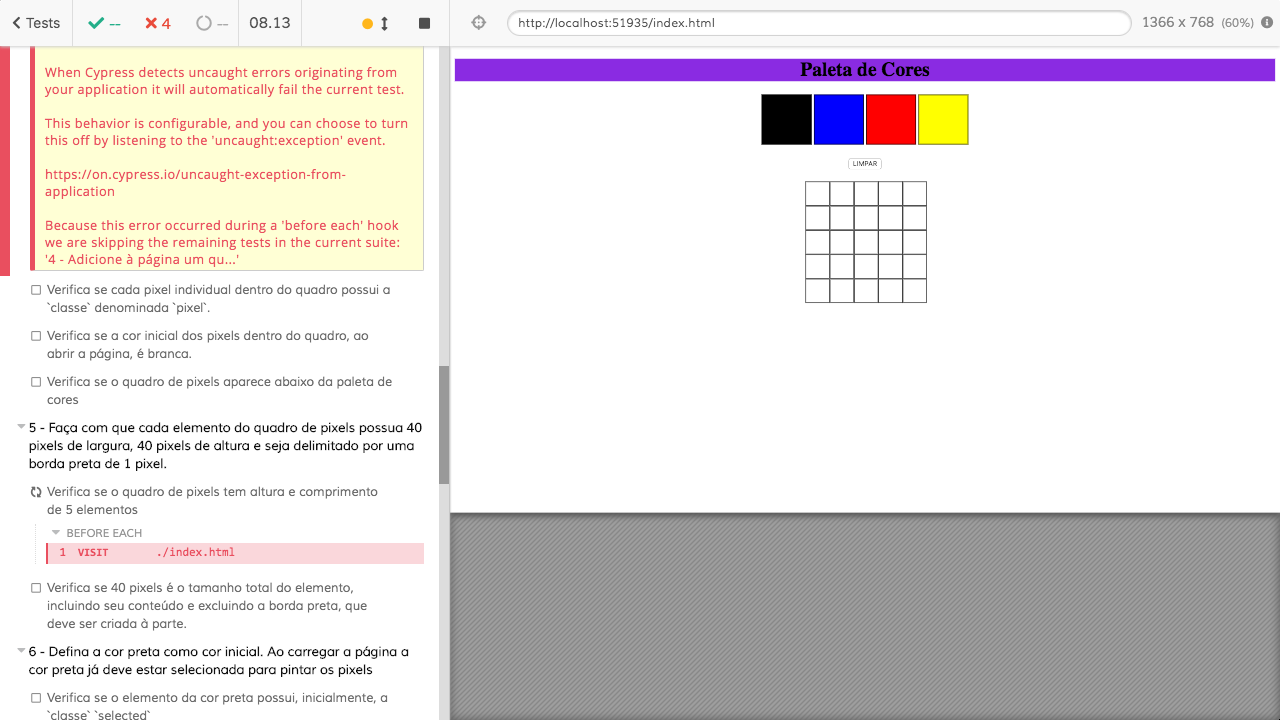 Tests
--
4
--
08.13
http://localhost:51935/index.html
1366 x 768 (60%)
When Cypress detects uncaught errors originating from
your application it will automatically fail the current test.
This behavior is configurable, and you can choose to turn
this off by listening to the 'uncaught:exception' event.
https://on.cypress.io/uncaught-exception-from-
application
Because this error occurred during a 'before each' hook
we are skipping the remaining tests in the current suite:
'4 - Adicione à página um qu...'
Verifica se cada pixel individual dentro do quadro possui a
`classe` denominada `pixel`.
Verifica se a cor inicial dos pixels dentro do quadro, ao
abrir a página, é branca.
Verifica se o quadro de pixels aparece abaixo da paleta de
cores
5 - Faça com que cada elemento do quadro de pixels possua 40
pixels de largura, 40 pixels de altura e seja delimitado por uma
borda preta de 1 pixel.
Verifica se o quadro de pixels tem altura e comprimento
de 5 elementos
BEFORE EACH
1 VISIT ./index.html
Verifica se 40 pixels é o tamanho total do elemento,
incluindo seu conteúdo e excluindo a borda preta, que
deve ser criada à parte.
6 - Defina a cor preta como cor inicial. Ao carregar a página a
cor preta já deve estar selecionada para pintar os pixels
Verifica se o elemento da cor preta possui, inicialmente, a
`classe` `selected`
Paleta de Cores
LIMPAR